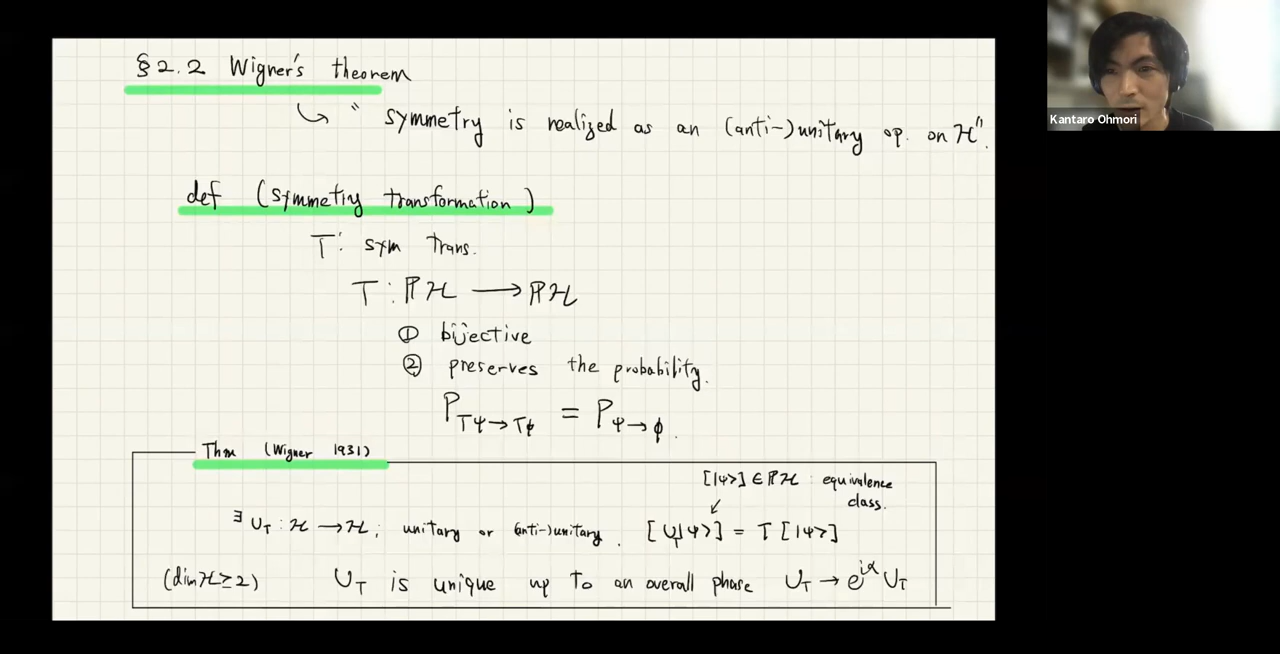 §2.2 Wigner's theorem
↳ "symmetry is realized as an (anti-)unitary op. on ℋ".
def (symmetry transformation)
T: sym trans.
T: ℙℋ → ℙℋ
① bijective
② preserves the probability.
P_{Tψ→Tϕ} = P_{ψ→ϕ}.
Thm (Wigner 1931)
[|ψ>] ∈ ℙℋ : equivalence class.
∃ U_T : ℋ → ℋ ; unitary or (anti-)unitary. [U_T|ψ>] = T[|ψ>]
(dim ℋ ≥ 2) U_T is unique up to an overall phase U_T → e^{iα} U_T
Kantaro Ohmori